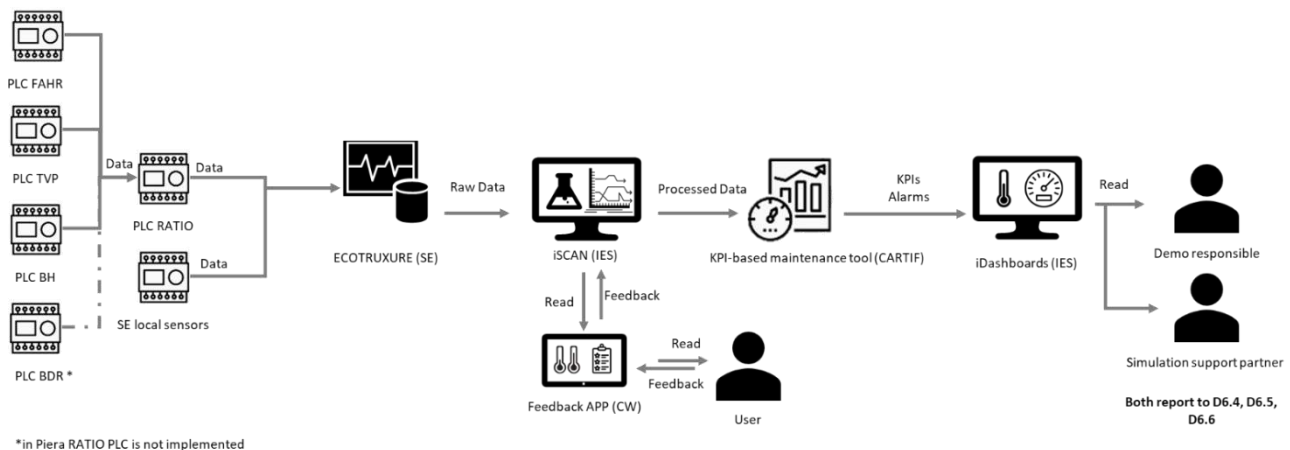 PLC FAHR
PLC TVP
PLC BH
PLC BDR *
Data
PLC RATIO
Data
SE local sensors
Data
ECOTRUXURE (SE)
Raw Data
iSCAN (IES)
Read
Feedback
Feedback APP (CW)
Read
Feedback
User
Processed Data
KPI-based maintenance tool (CARTIF)
KPIs
Alarms
iDashboards (IES)
Read
Demo responsible
Simulation support partner
Both report to D6.4, D6.5,
D6.6
*in Piera RATIO PLC is not implemented